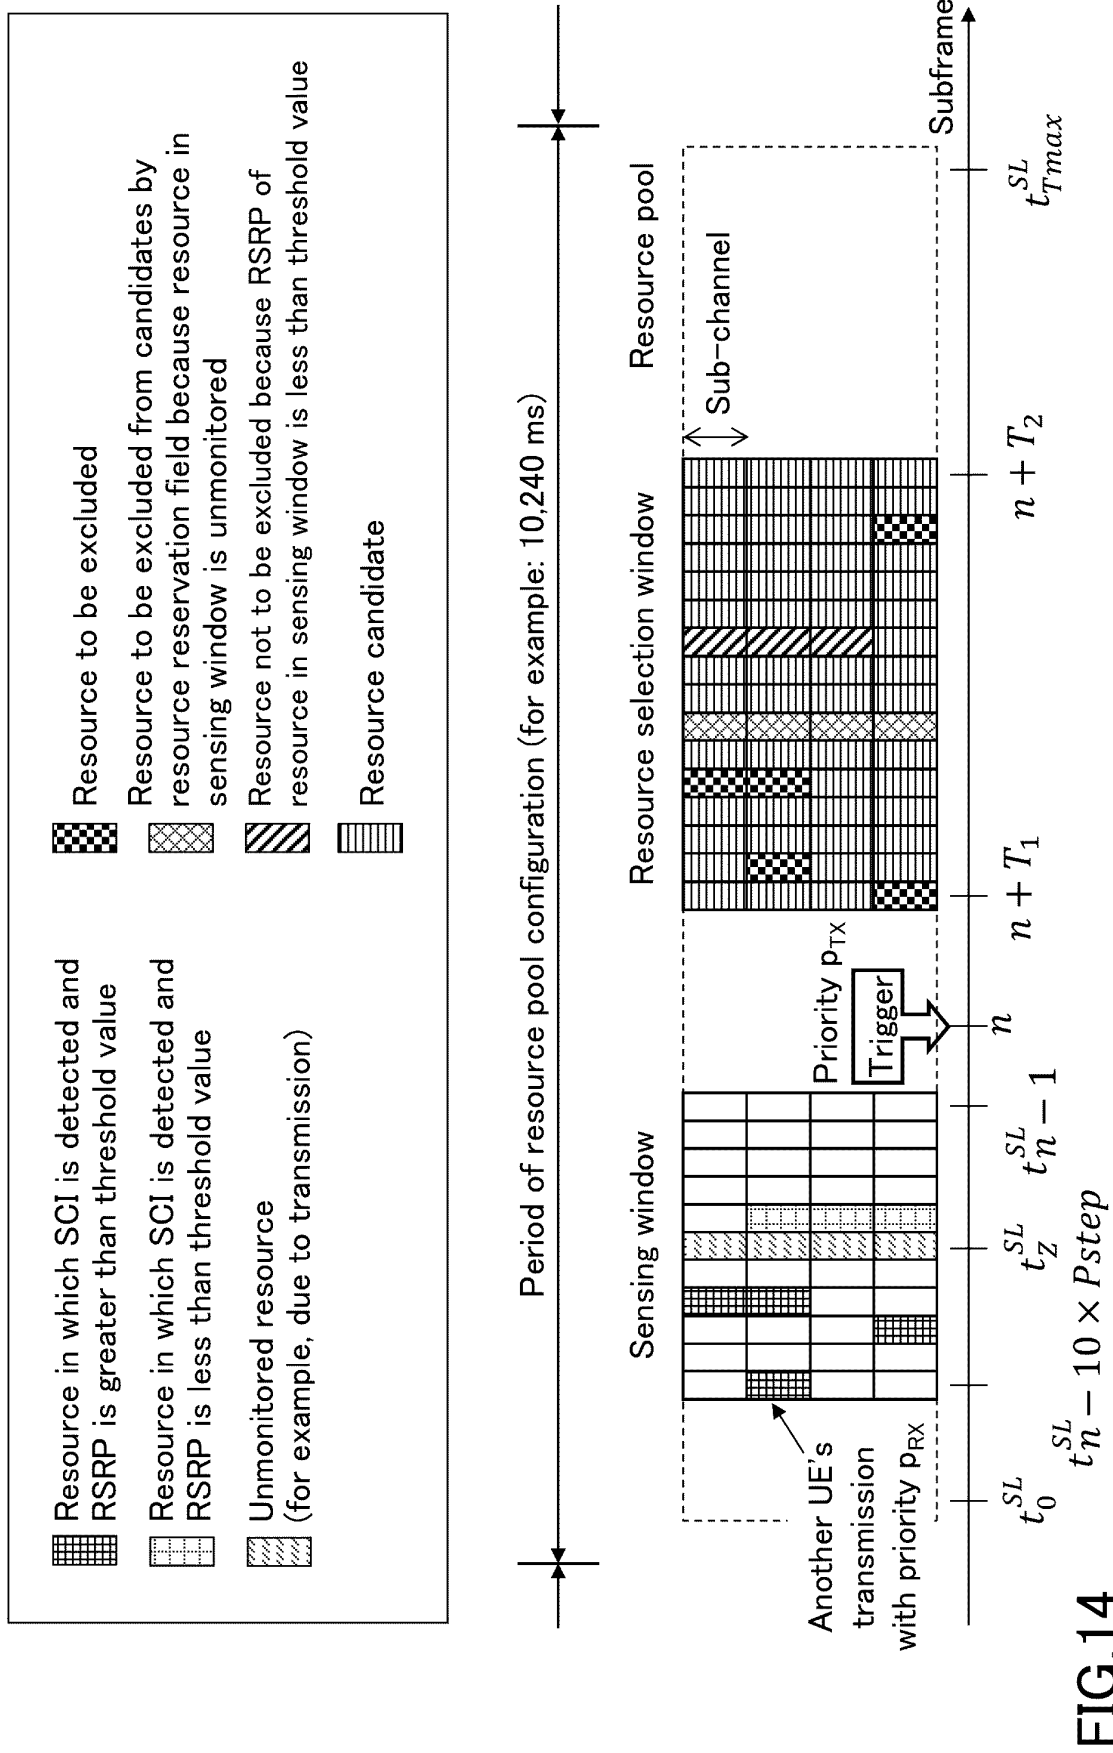 Resource in which SCI is detected and
RSRP is greater than threshold value
Resource in which SCI is detected and
RSRP is less than threshold value
Unmonitored resource
(for example, due to transmission)
Resource to be excluded
Resource to be excluded from candidates by
resource reservation field because resource in
sensing window is unmonitored
Resource not to be excluded because RSRP of
resource in sensing window is less than threshold value
Resource candidate
Period of resource pool configuration (for example: 10,240 ms)
Sensing window
Resource selection window
Resource pool
Sub-channel
Another UE's
transmission
with priority pRX
Priority pTX
Trigger
Subframe
t_0^{SL}
t_n^{SL} − 10 × Pstep
t_Z^{SL}
t_n^{SL} − 1
n
n + T_1
n + T_2
t_{Tmax}^{SL}
FIG.14